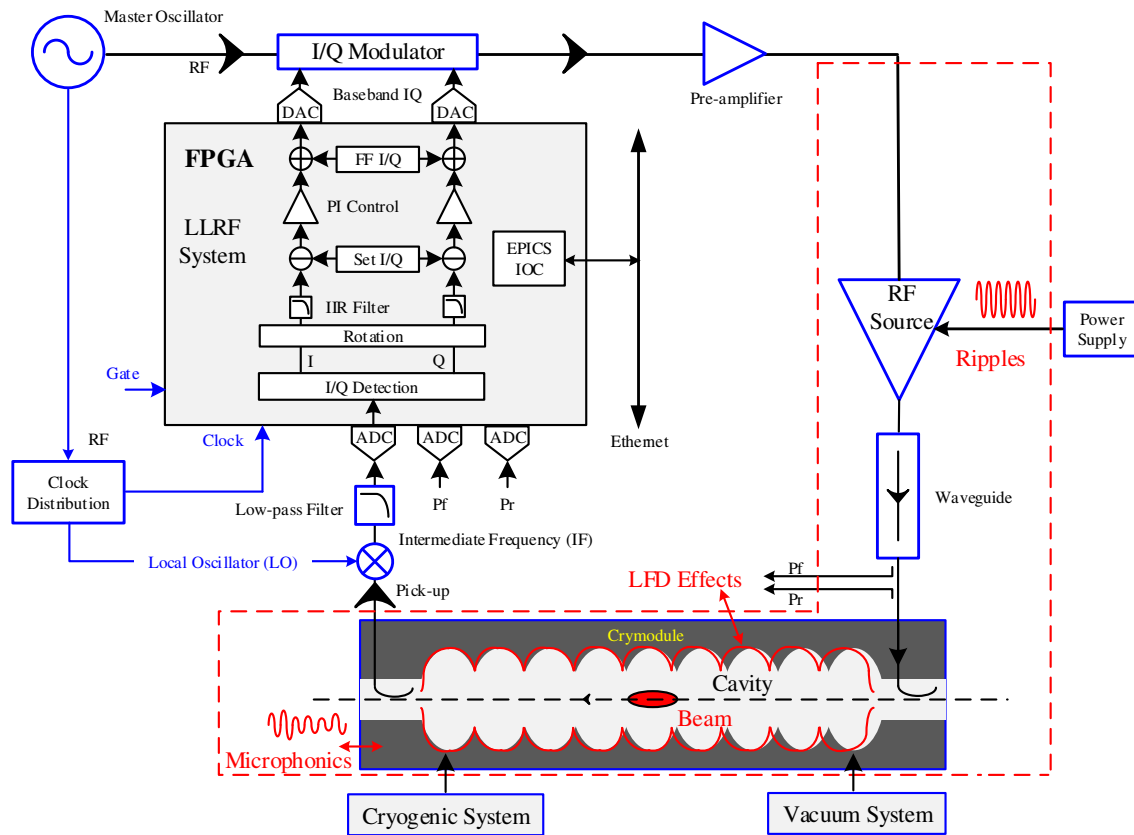 Master Oscillator
RF
I/Q Modulator
Pre-amplifier
Baseband IQ
DAC
DAC
FPGA
FF I/Q
PI Control
LLRF
System
Set I/Q
EPICS
IOC
IIR Filter
Rotation
I
Q
I/Q Detection
Gate
Clock
RF
Clock
Distribution
ADC
ADC
ADC
Pf
Pr
Ethernet
Low-pass Filter
Intermediate Frequency (IF)
Local Oscillator (LO)
Pick-up
RF
Source
Ripples
Power
Supply
Waveguide
Pf
Pr
LFD Effects
Crymodule
Cavity
Beam
Microphonics
Cryogenic System
Vacuum System